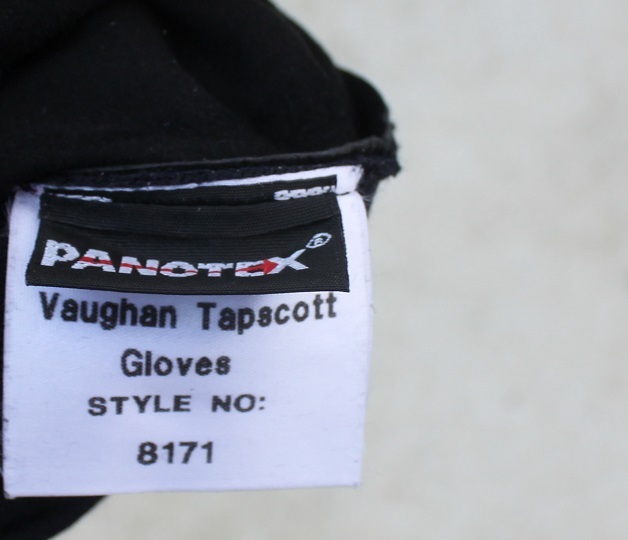 PANOTEX®
Vaughan Tapscott
Gloves
STYLE NO:
8171